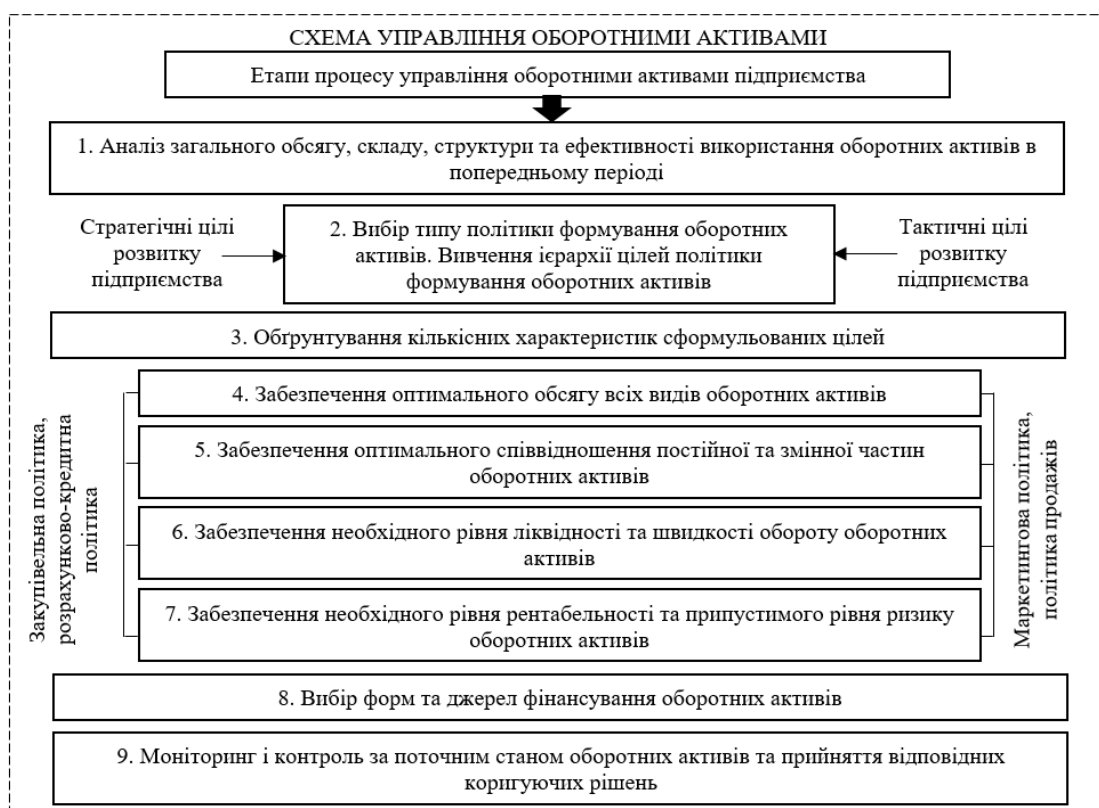 СХЕМА УПРАВЛІННЯ ОБОРОТНИМИ АКТИВАМИ
Етапи процесу управління оборотними активами підприємства
1. Аналіз загального обсягу, складу, структури та ефективності використання оборотних активів в
попередньому періоді
Стратегічні цілі
розвитку
підприємства
2. Вибір типу політики формування оборотних
активів. Вивчення ієрархії цілей політики
формування оборотних активів
Тактичні цілі
розвитку
підприємства
3. Обґрунтування кількісних характеристик сформульованих цілей
Закупівельна політика,
розрахунково-кредитна
політика
4. Забезпечення оптимального обсягу всіх видів оборотних активів
5. Забезпечення оптимального співвідношення постійної та змінної частин
оборотних активів
6. Забезпечення необхідного рівня ліквідності та швидкості обороту оборотних
активів
7. Забезпечення необхідного рівня рентабельності та припустимого рівня ризику
оборотних активів
Маркетингова політика,
політика продажів
8. Вибір форм та джерел фінансування оборотних активів
9. Моніторинг і контроль за поточним станом оборотних активів та прийняття відповідних
коригуючих рішень